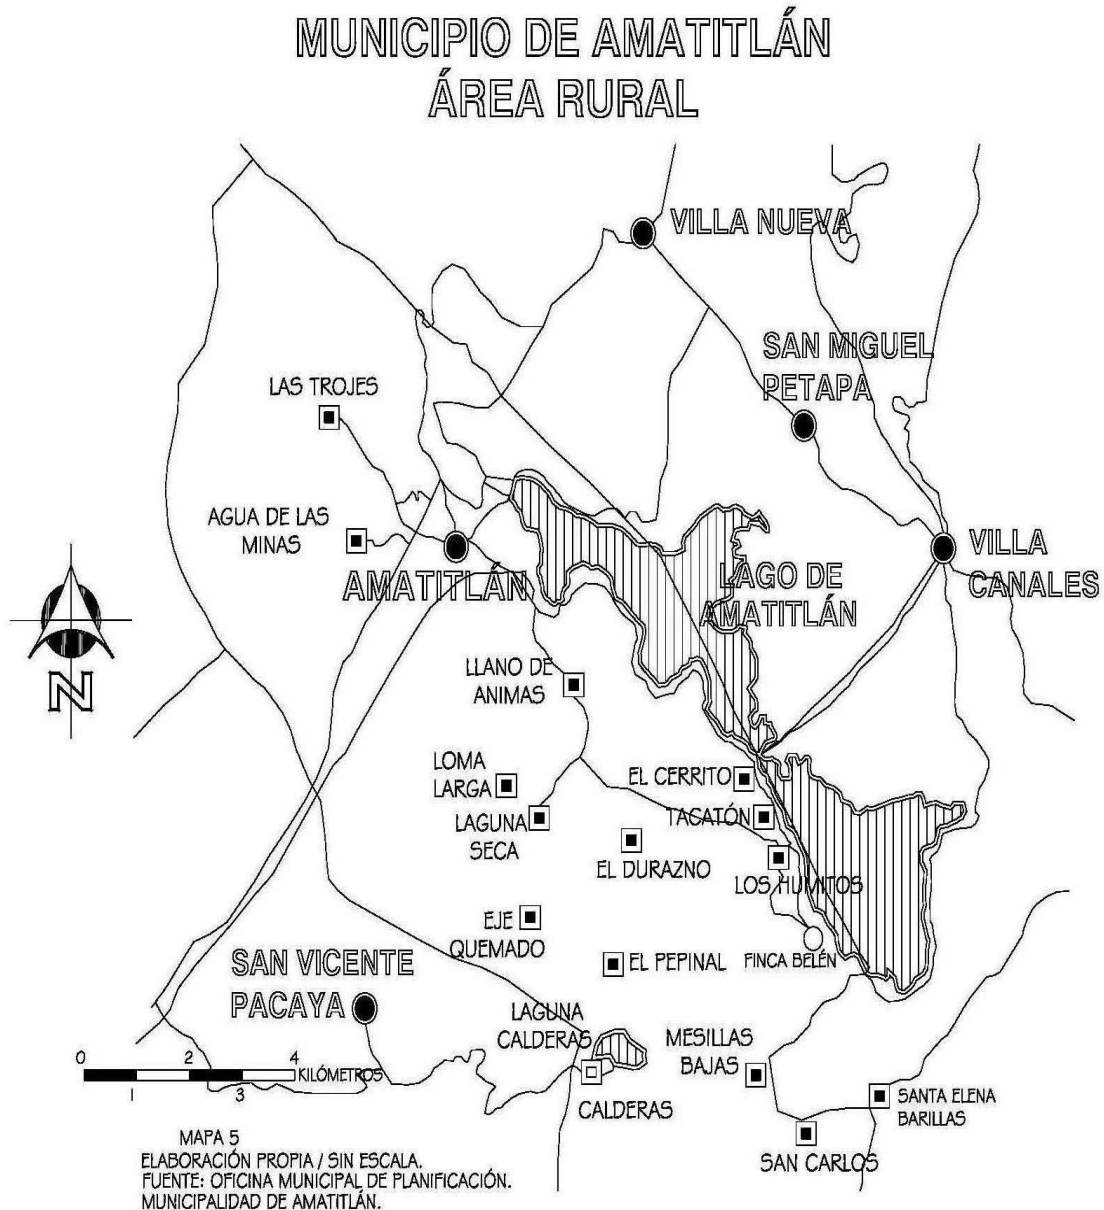 MUNICIPIO DE AMATITLÁN
ÁREA RURAL
VILLA NUEVA
SAN MIGUEL
PETAPA
LAS TROJES
AGUA DE LAS
MINAS
AMATITLÁN
VILLA
CANALES
LAGO DE
AMATITLÁN
N
LLANO DE
ANIMAS
LOMA
LARGA
EL CERRITO
LAGUNA
SECA
TACATÓN
EL DURAZNO
LOS HUMITOS
EJE
QUEMADO
SAN VICENTE
PACAYA
EL PEPINAL
FINCA BELÉN
LAGUNA
CALDERAS
MESILLAS
BAJAS
0 2 4
KILÓMETROS
1 3
CALDERAS
SANTA ELENA
BARILLAS
SAN CARLOS
MAPA 5
ELABORACIÓN PROPIA / SIN ESCALA.
FUENTE: OFICINA MUNICIPAL DE PLANIFICACIÓN.
MUNICIPALIDAD DE AMATITLÁN.